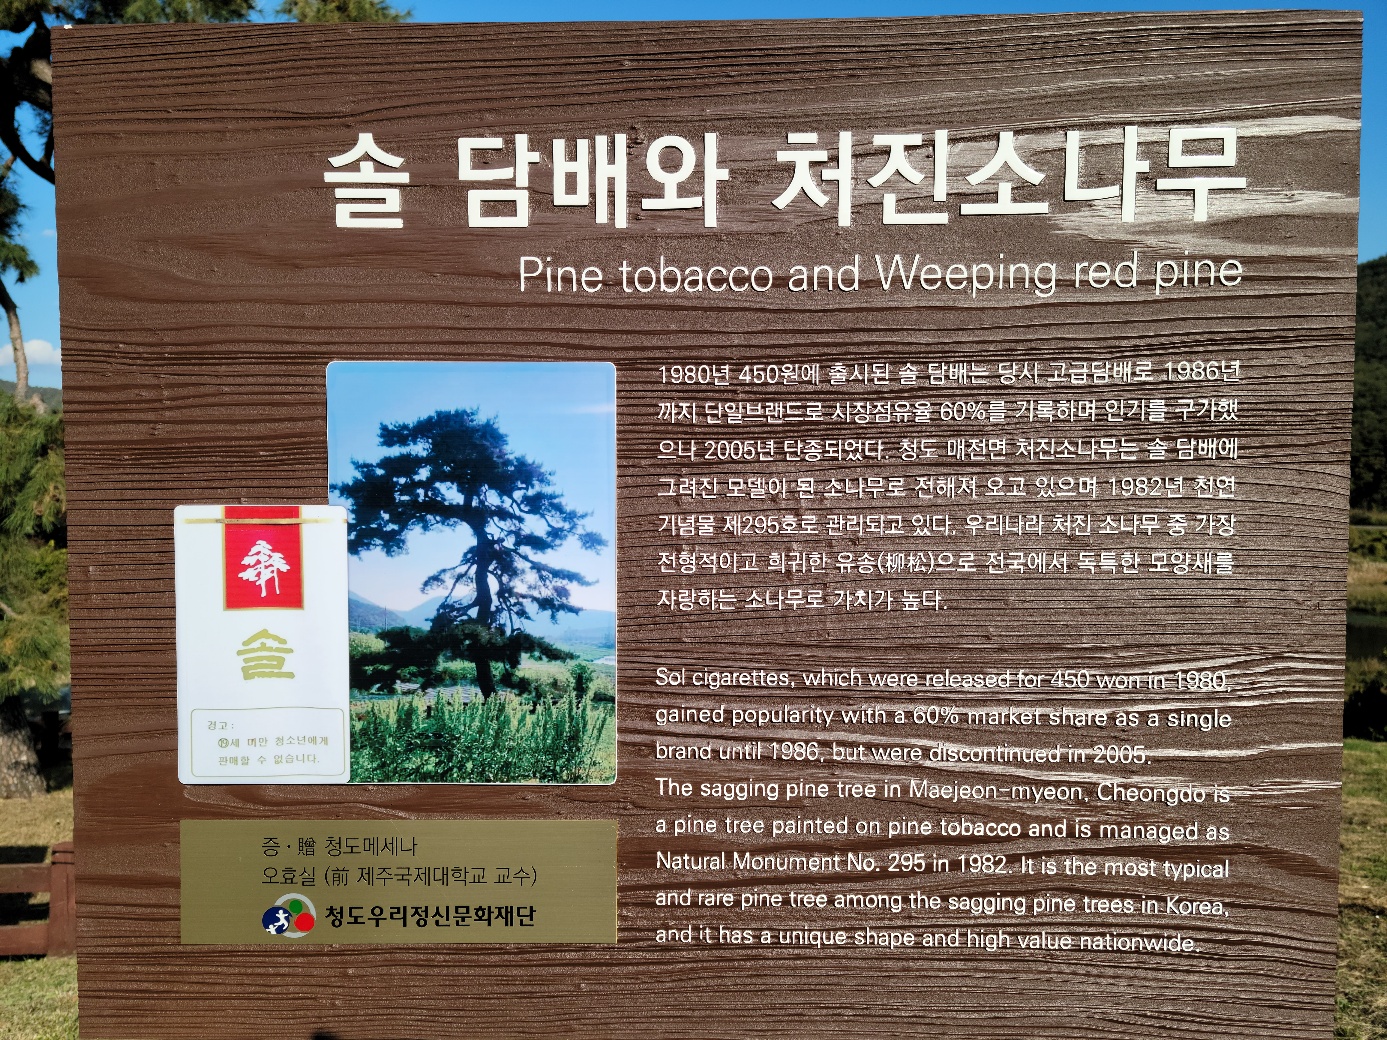 솔 담배와 처진소나무
Pine tobacco and Weeping red pine
1980년 450원에 출시된 솔 담배는 당시 고급담배로 1986년
까지 단일브랜드로 시장점유율 60%를 기록하며 인기를 구가했
으나 2005년 단종되었다. 청도 매전면 처진소나무는 솔 담배에
그려진 모델이 된 소나무로 전해져 오고 있으며 1982년 천연
기념물 제295호로 관리되고 있다. 우리나라 처진 소나무 중 가장
전형적이고 희귀한 유송(柳松)으로 전국에서 독특한 모양새를
자랑하는 소나무로 가치가 높다.
Sol cigarettes, which were released for 450 won in 1980,
gained popularity with a 60% market share as a single
brand until 1986, but were discontinued in 2005.
The sagging pine tree in Maejeon-myeon, Cheongdo is
a pine tree painted on pine tobacco and is managed as
Natural Monument No. 295 in 1982. It is the most typical
and rare pine tree among the sagging pine trees in Korea,
and it has a unique shape and high value nationwide.
솔
경고 :
⑲세 미만 청소년에게
판매할 수 없습니다.
증·贈 청도메세나
오효실 (前 제주국제대학교 교수)
청도우리정신문화재단